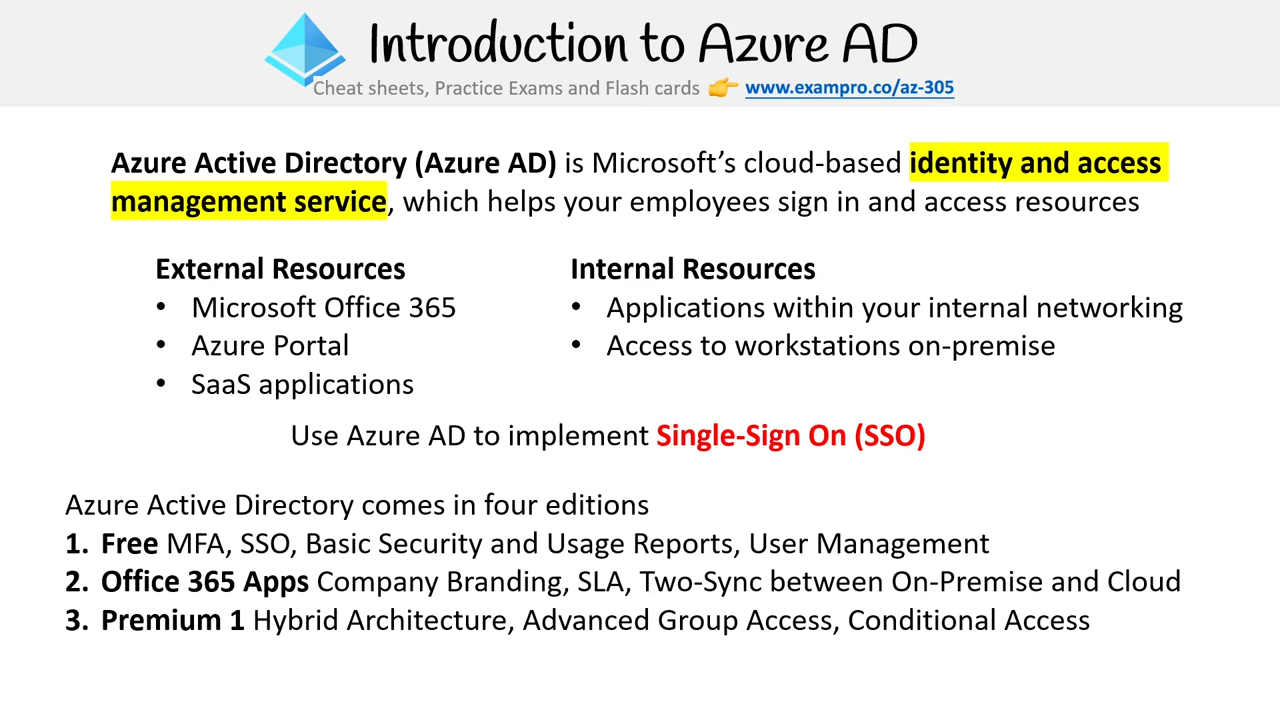 Introduction to Azure AD
Cheat sheets, Practice Exams and Flash cards 👉 www.exampro.co/az-305
Azure Active Directory (Azure AD) is Microsoft’s cloud-based identity and access
management service, which helps your employees sign in and access resources
External Resources
• Microsoft Office 365
• Azure Portal
• SaaS applications
Internal Resources
• Applications within your internal networking
• Access to workstations on-premise
Use Azure AD to implement Single-Sign On (SSO)
Azure Active Directory comes in four editions
1. Free MFA, SSO, Basic Security and Usage Reports, User Management
2. Office 365 Apps Company Branding, SLA, Two-Sync between On-Premise and Cloud
3. Premium 1 Hybrid Architecture, Advanced Group Access, Conditional Access